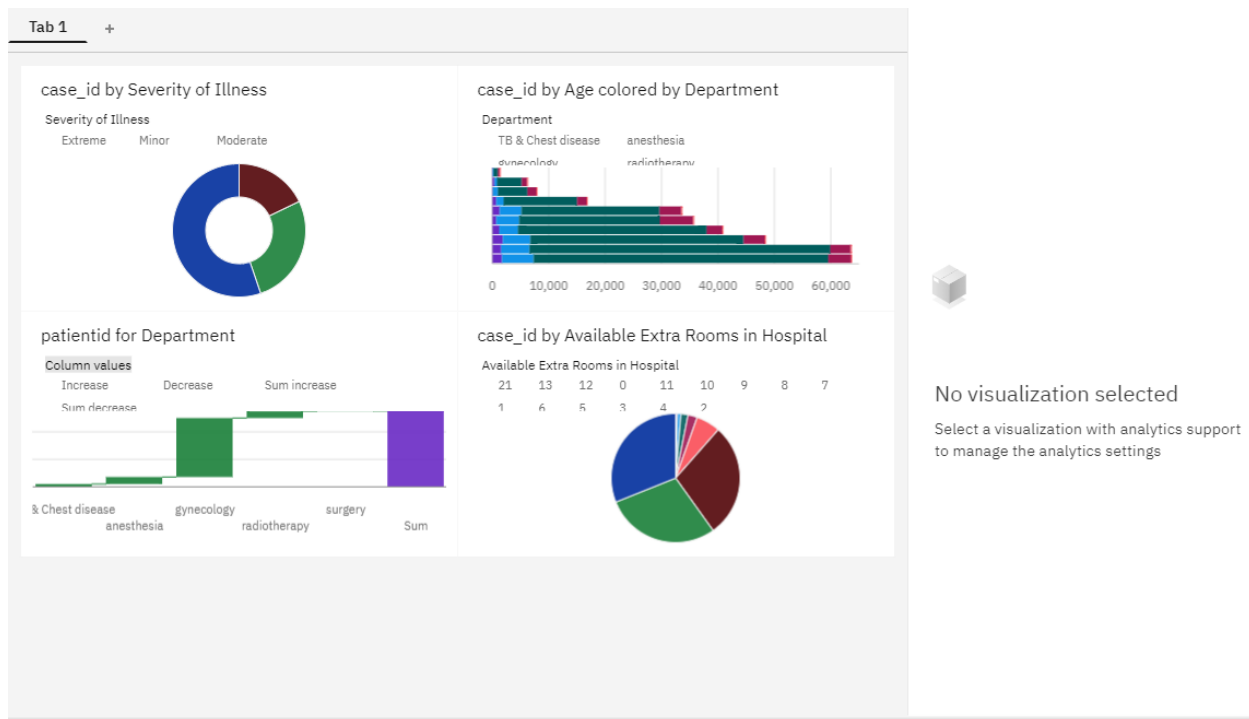 Tab 1 +
case_id by Severity of Illness
Severity of Illness
Extreme Minor Moderate
case_id by Age colored by Department
Department
TB & Chest disease anesthesia
gynecology radiotherapy
0 10,000 20,000 30,000 40,000 50,000 60,000
patientid for Department
Column values
Increase Decrease Sum increase
Sum decrease
& Chest disease gynecology surgery
anesthesia radiotherapy Sum
case_id by Available Extra Rooms in Hospital
Available Extra Rooms in Hospital
21 13 12 0 11 10 9 8 7
1 6 5 3 4 2
No visualization selected
Select a visualization with analytics support
to manage the analytics settings